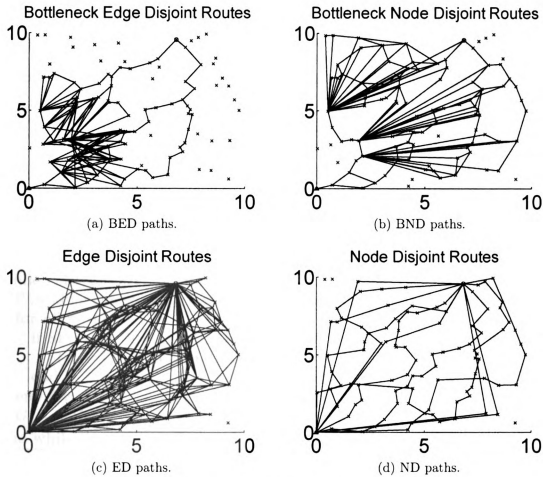 Bottleneck Edge Disjoint Routes
10
5
0
0 5 10
(a) BED paths.
Bottleneck Node Disjoint Routes
10
5
0
0 5 10
(b) BND paths.
Edge Disjoint Routes
10
5
0
0 5 10
(c) ED paths.
Node Disjoint Routes
10
5
0
0 5 10
(d) ND paths.